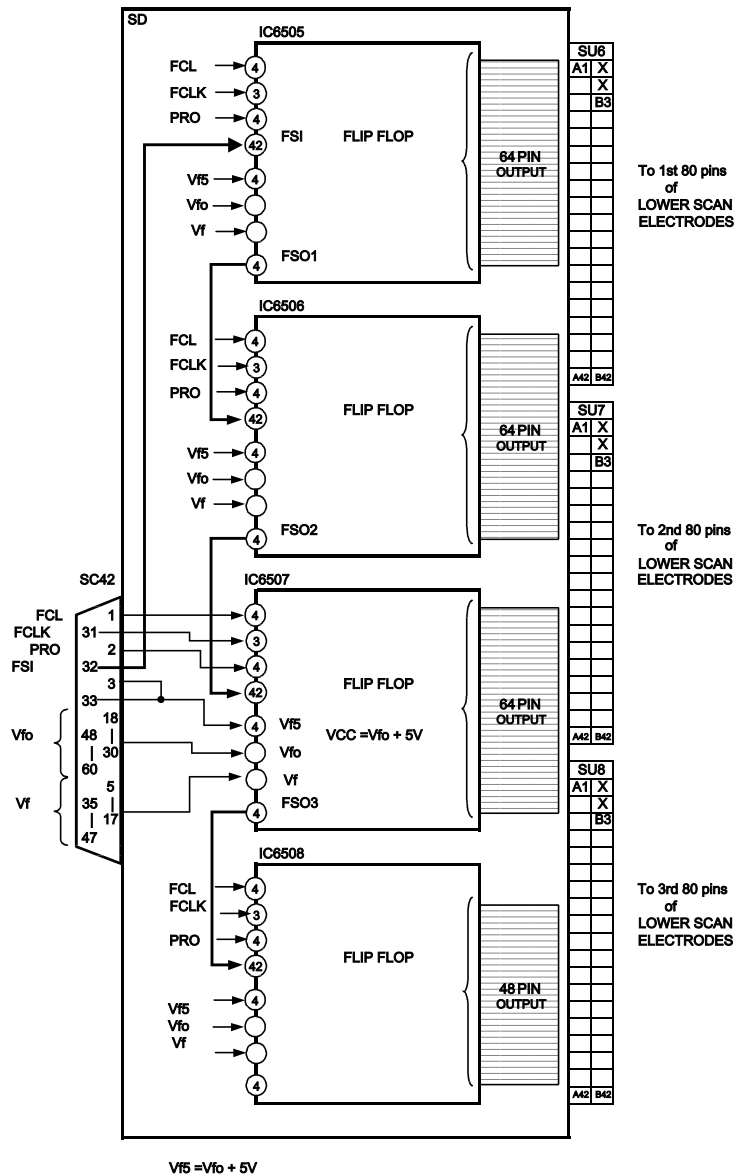 SD
IC6505
FCL 4
FCLK 3
PRO 4
42 FSI
Vf5 4
Vfo
Vf
4 FSO1
FLIP FLOP
64 PIN
OUTPUT
SU6
A1 X
X
B3
A42 B42
To 1st 80 pins
of
LOWER SCAN
ELECTRODES
IC6506
FCL 4
FCLK 3
PRO 4
42
Vf5 4
Vfo
Vf
4 FSO2
FLIP FLOP
64 PIN
OUTPUT
SU7
A1 X
X
B3
A42 B42
To 2nd 80 pins
of
LOWER SCAN
ELECTRODES
SC42
FCL 1
FCLK 31
PRO 2
FSI 32
3
33
18
Vfo 48 |
| 30
60
5
Vf 35 |
| 17
47
IC6507
4
3
4
42
4 Vf5
Vfo
Vf
4 FSO3
FLIP FLOP
VCC =Vfo + 5V
64 PIN
OUTPUT
SU8
A1 X
X
B3
A42 B42
To 3rd 80 pins
of
LOWER SCAN
ELECTRODES
IC6508
FCL 4
FCLK 3
PRO 4
42
Vf5 4
Vfo
Vf
4
FLIP FLOP
48 PIN
OUTPUT
Vf5 =Vfo + 5V